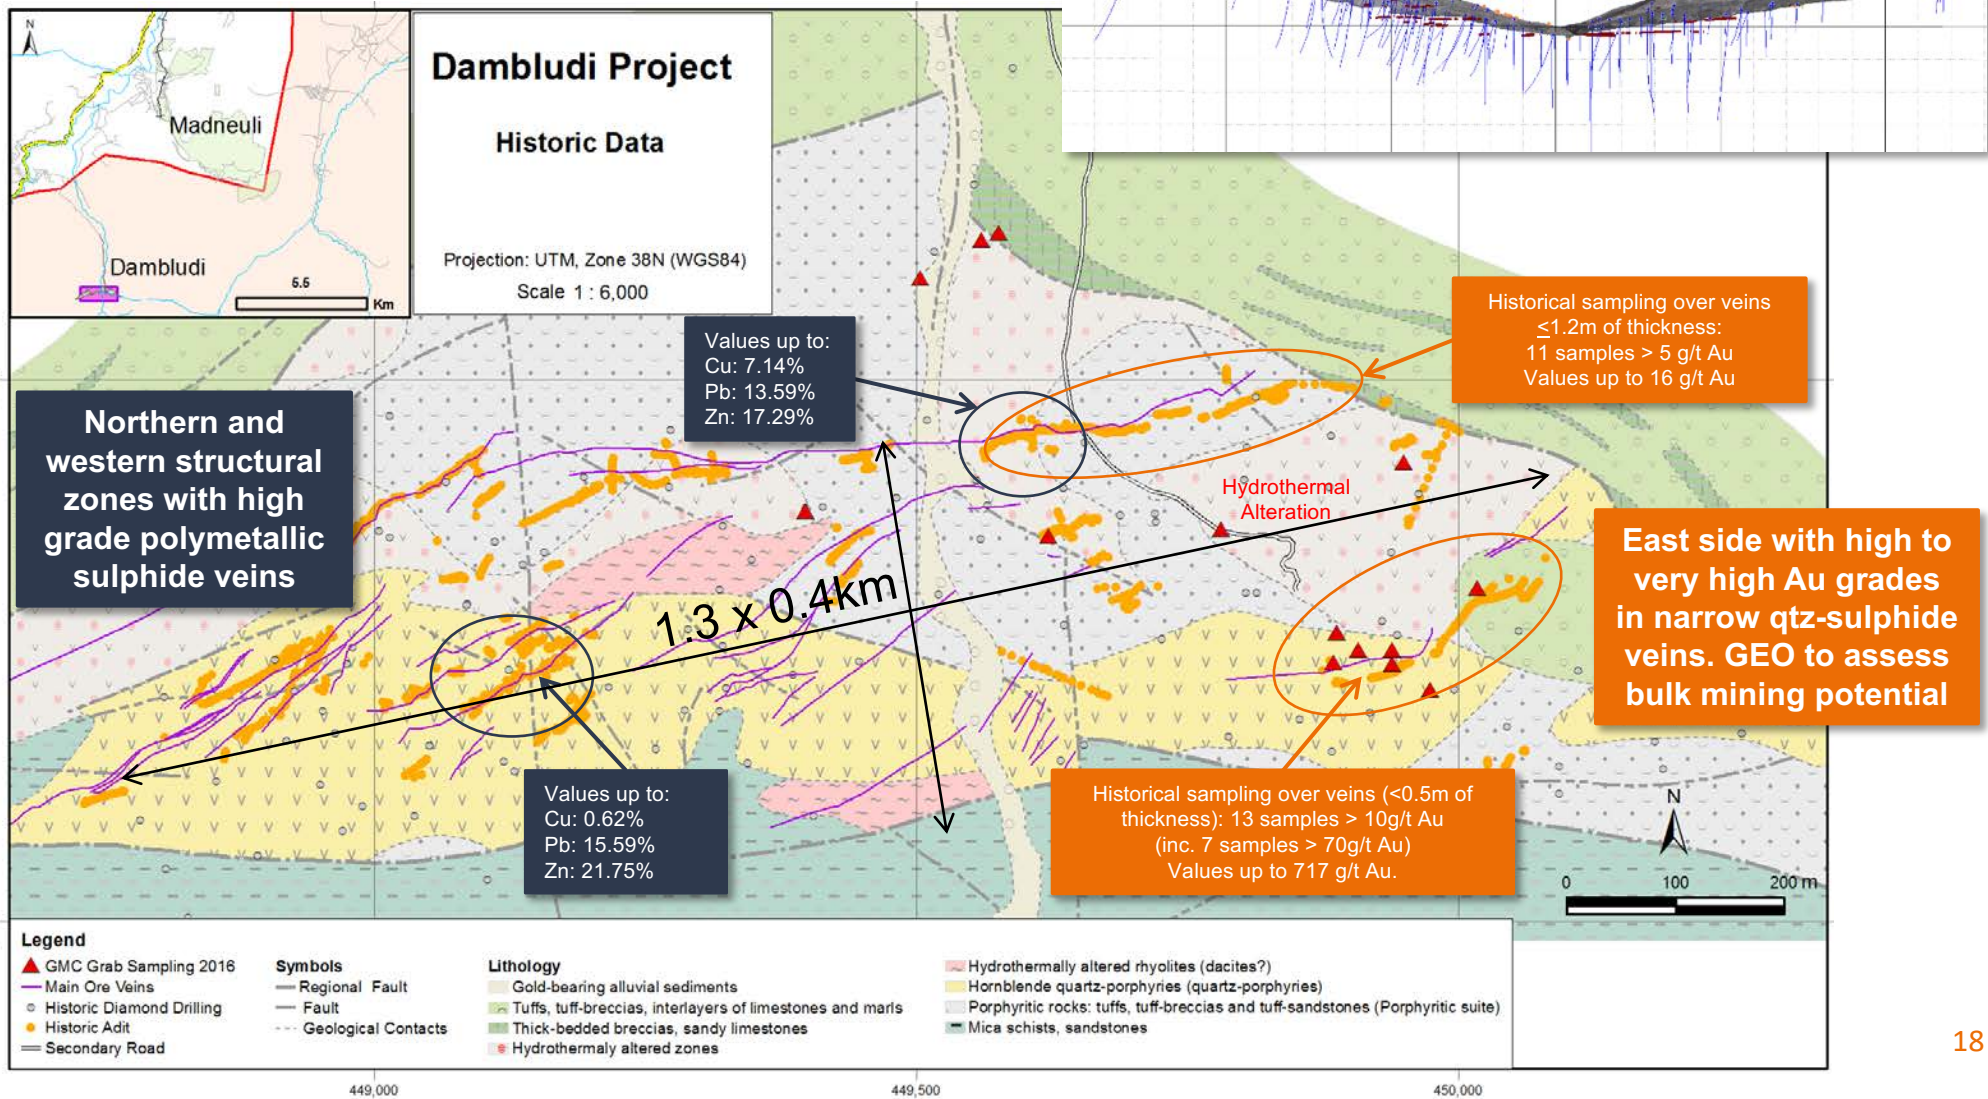 N
Madneuli
Dambludi
5.5
Km
Dambludi Project
Historic Data
Projection: UTM, Zone 38N (WGS84)
Scale 1 : 6,000
Values up to:
Cu: 7.14%
Pb: 13.59%
Zn: 17.29%
Historical sampling over veins
≤1.2m of thickness:
11 samples > 5 g/t Au
Values up to 16 g/t Au
Northern and
western structural
zones with high
grade polymetallic
sulphide veins
Hydrothermal
Alteration
1.3 x 0.4km
East side with high to
very high Au grades
in narrow qtz-sulphide
veins. GEO to assess
bulk mining potential
Values up to:
Cu: 0.62%
Pb: 15.59%
Zn: 21.75%
Historical sampling over veins (<0.5m of
thickness): 13 samples > 10g/t Au
(inc. 7 samples > 70g/t Au)
Values up to 717 g/t Au.
N
0 100 200 m
Legend
GMC Grab Sampling 2016
Main Ore Veins
Historic Diamond Drilling
Historic Adit
Secondary Road
Symbols
Regional Fault
Fault
Geological Contacts
Lithology
Gold-bearing alluvial sediments
Tuffs, tuff-breccias, interlayers of limestones and marls
Thick-bedded breccias, sandy limestones
Hydrothermaly altered zones
Hydrothermally altered rhyolites (dacites?)
Hornblende quartz-porphyries (quartz-porphyries)
Porphyritic rocks: tuffs, tuff-breccias and tuff-sandstones (Porphyritic suite)
Mica schists, sandstones
18
449,000 449,500 450,000